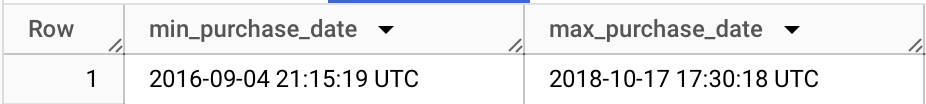 Row min_purchase_date max_purchase_date
1 2016-09-04 21:15:19 UTC 2018-10-17 17:30:18 UTC